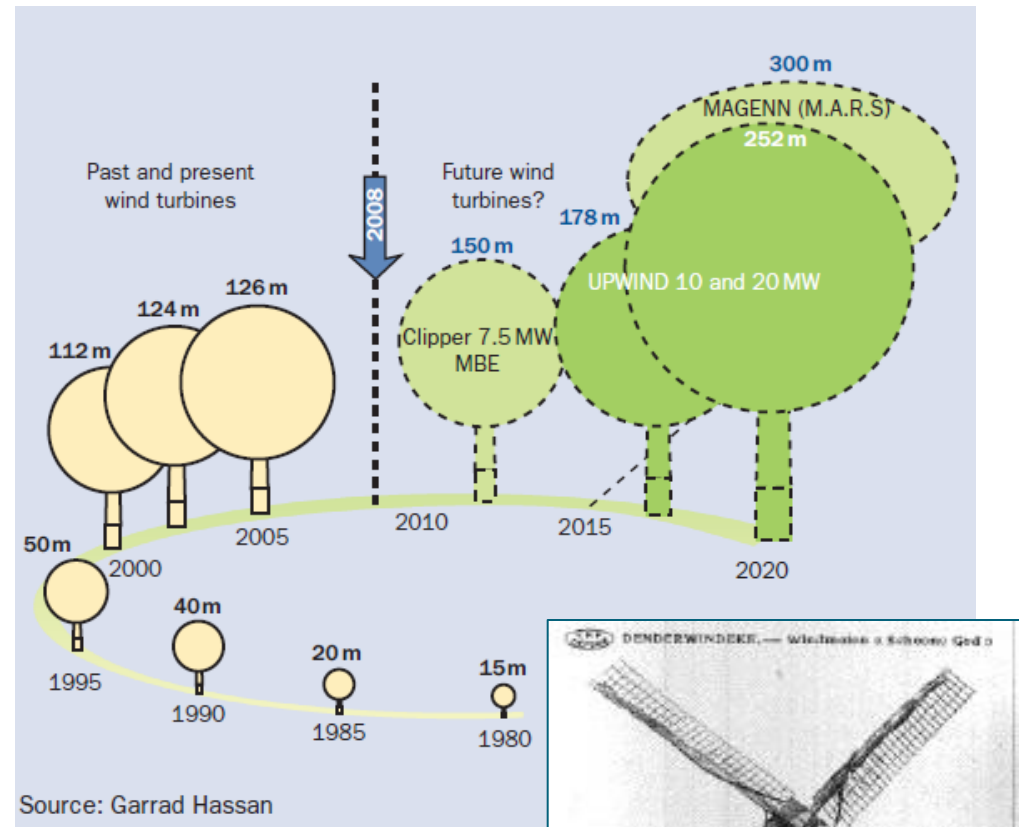 300 m
MAGENN (M.A.R.S)
252 m
Past and present
wind turbines
2008
Future wind
turbines?
178 m
150 m
UPWIND 10 and 20 MW
126 m
124 m
112 m
Clipper 7.5 MW
MBE
2010
2015
2005
2000
2020
50 m
40 m
20 m
15 m
1995
1990
1985
1980
DENDERWINDEKE,
Source: Garrad Hassan